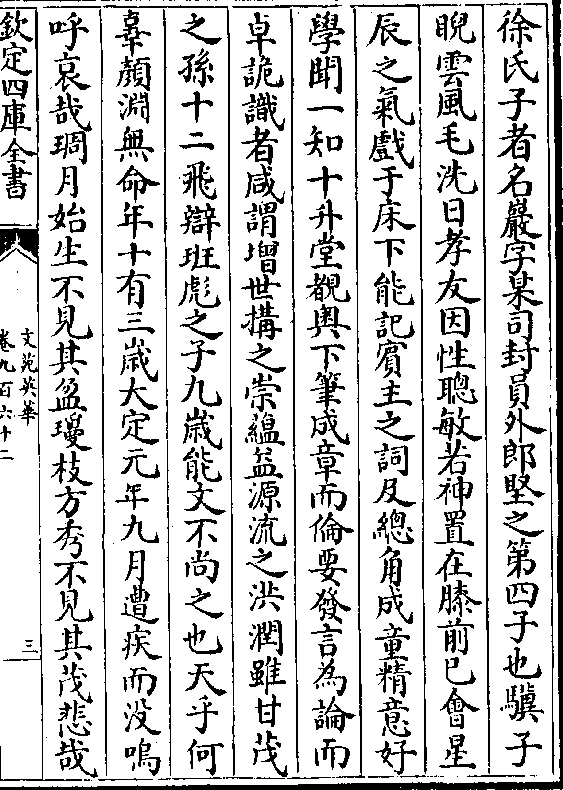 徐氏子者名巖字某司封員外郎堅之第四子也驥子
睨雲風毛洗日孝友因性聰敏若神置在膝前已㑹星
辰之氣戲于床下能記賓主之詞及總角成童精意好
學聞一知十升堂覩奥下筆成章而倫要發言為論而
卓詭識者咸謂增世構之崇緼益源流之洪潤雖甘茂
之孫十二飛辯班彪之子九歳能文不尚之也天乎何
辜顔淵無命年十有三歳大定元年九月遭疾而没嗚
呼哀哉琱月始生不見其盈瓊枝方秀不見其茂悲哉
欽定四庫全書
文苑英華
卷九百六十二
三